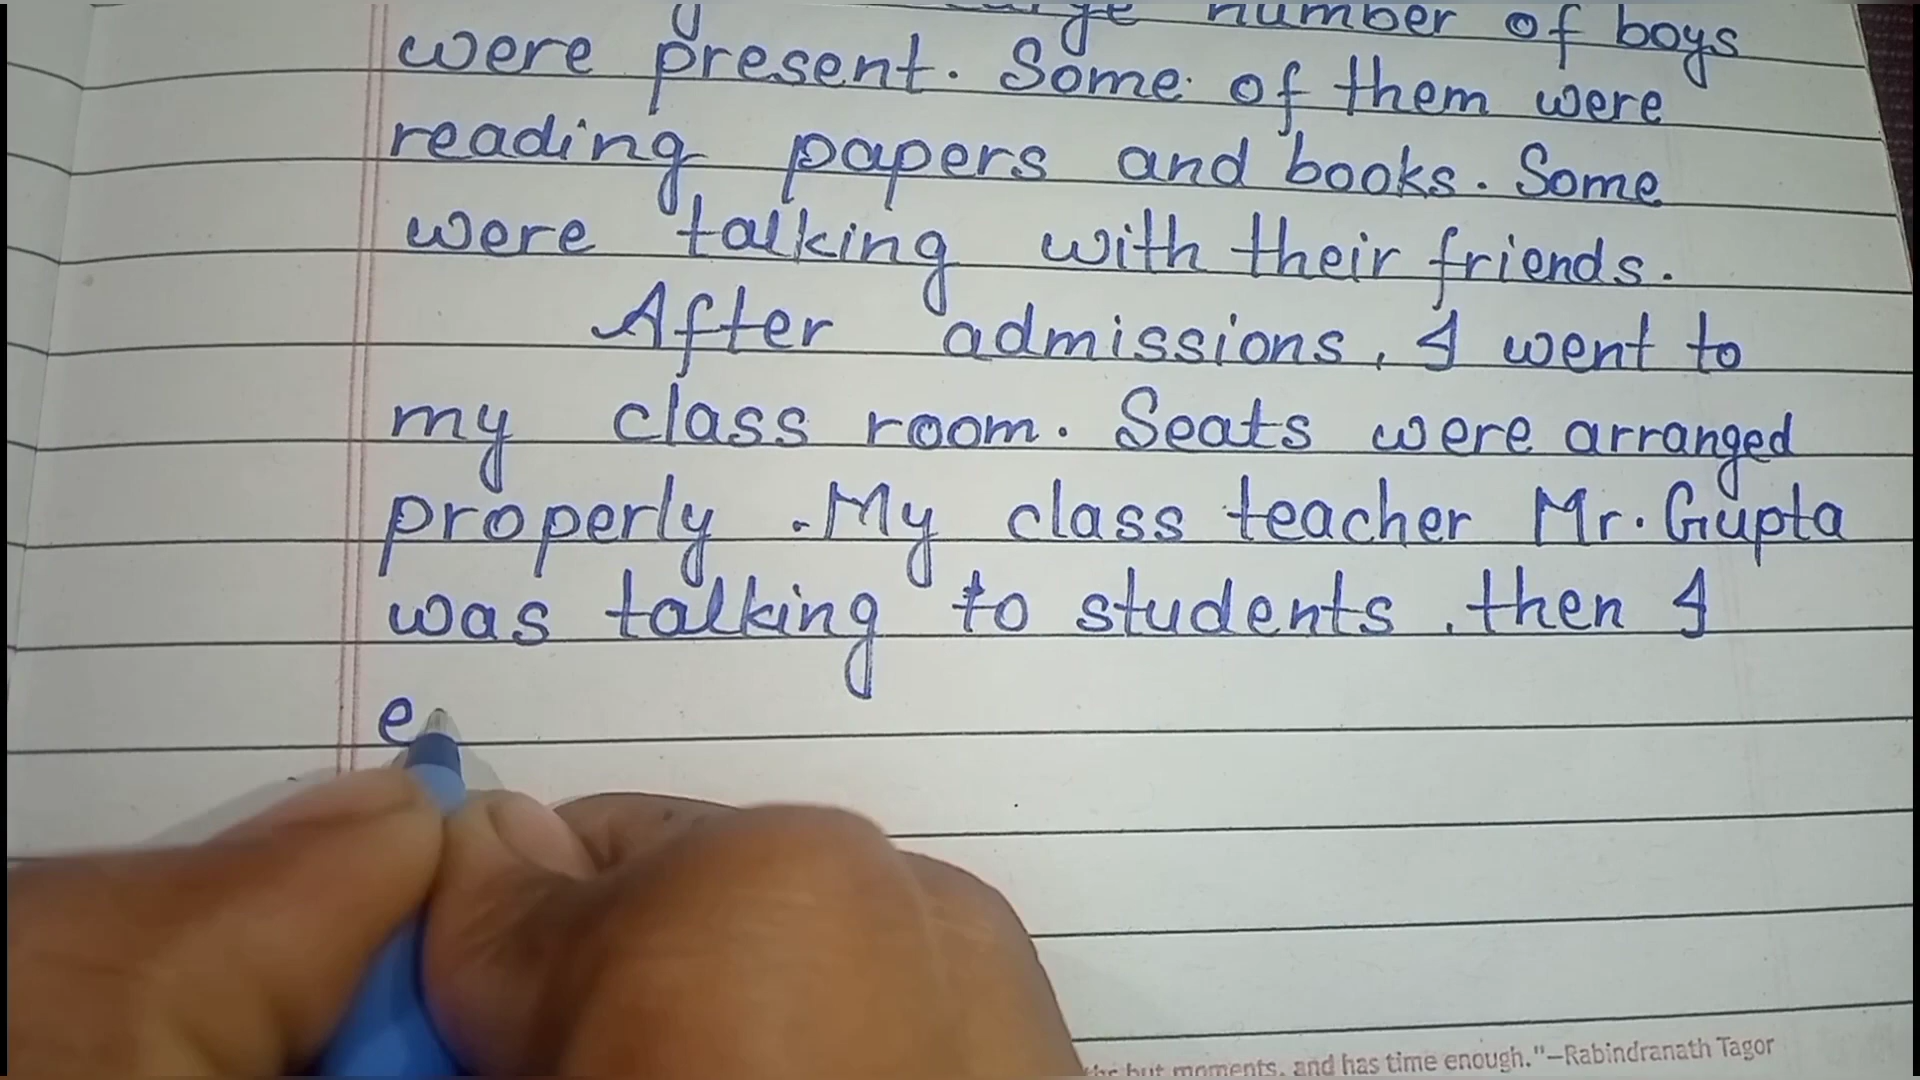 number of boys
were present. Some of them were
reading papers and books. Some
were talking with their friends.
After admissions, I went to
my class room. Seats were arranged
properly. My class teacher Mr. Gupta
was talking to students, then I
e
but moments, and has time enough."–Rabindranath Tagor